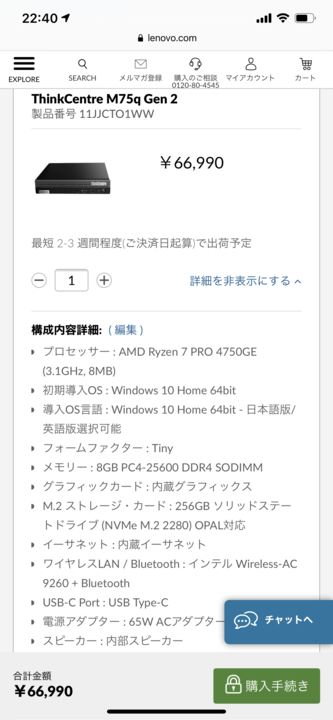 22:40
lenovo.com
EXPLORE
SEARCH
メルマガ登録
購入のご相談
0120-80-4545
マイアカウント
カート
ThinkCentre M75q Gen 2
製品番号 11JJCTO1WW
￥66,990
最短 2-3 週間程度(ご決済日起算)で出荷予定
1
詳細を非表示にする
構成内容詳細: ( 編集 )
プロセッサー : AMD Ryzen 7 PRO 4750GE
(3.1GHz, 8MB)
初期導入OS : Windows 10 Home 64bit
導入OS言語 : Windows 10 Home 64bit - 日本語版/
英語版選択可能
フォームファクター : Tiny
メモリー : 8GB PC4-25600 DDR4 SODIMM
グラフィックカード : 内蔵グラフィックス
M.2 ストレージ・カード : 256GB ソリッドステー
トドライブ (NVMe M.2 2280) OPAL対応
イーサネット : 内蔵イーサネット
ワイヤレスLAN / Bluetooth : インテル Wireless-AC
9260 + Bluetooth
USB-C Port : USB Type-C
電源アダプター : 65W ACアダプター
スピーカー : 内部スピーカー
チャットへ
合計金額
￥66,990
購入手続き